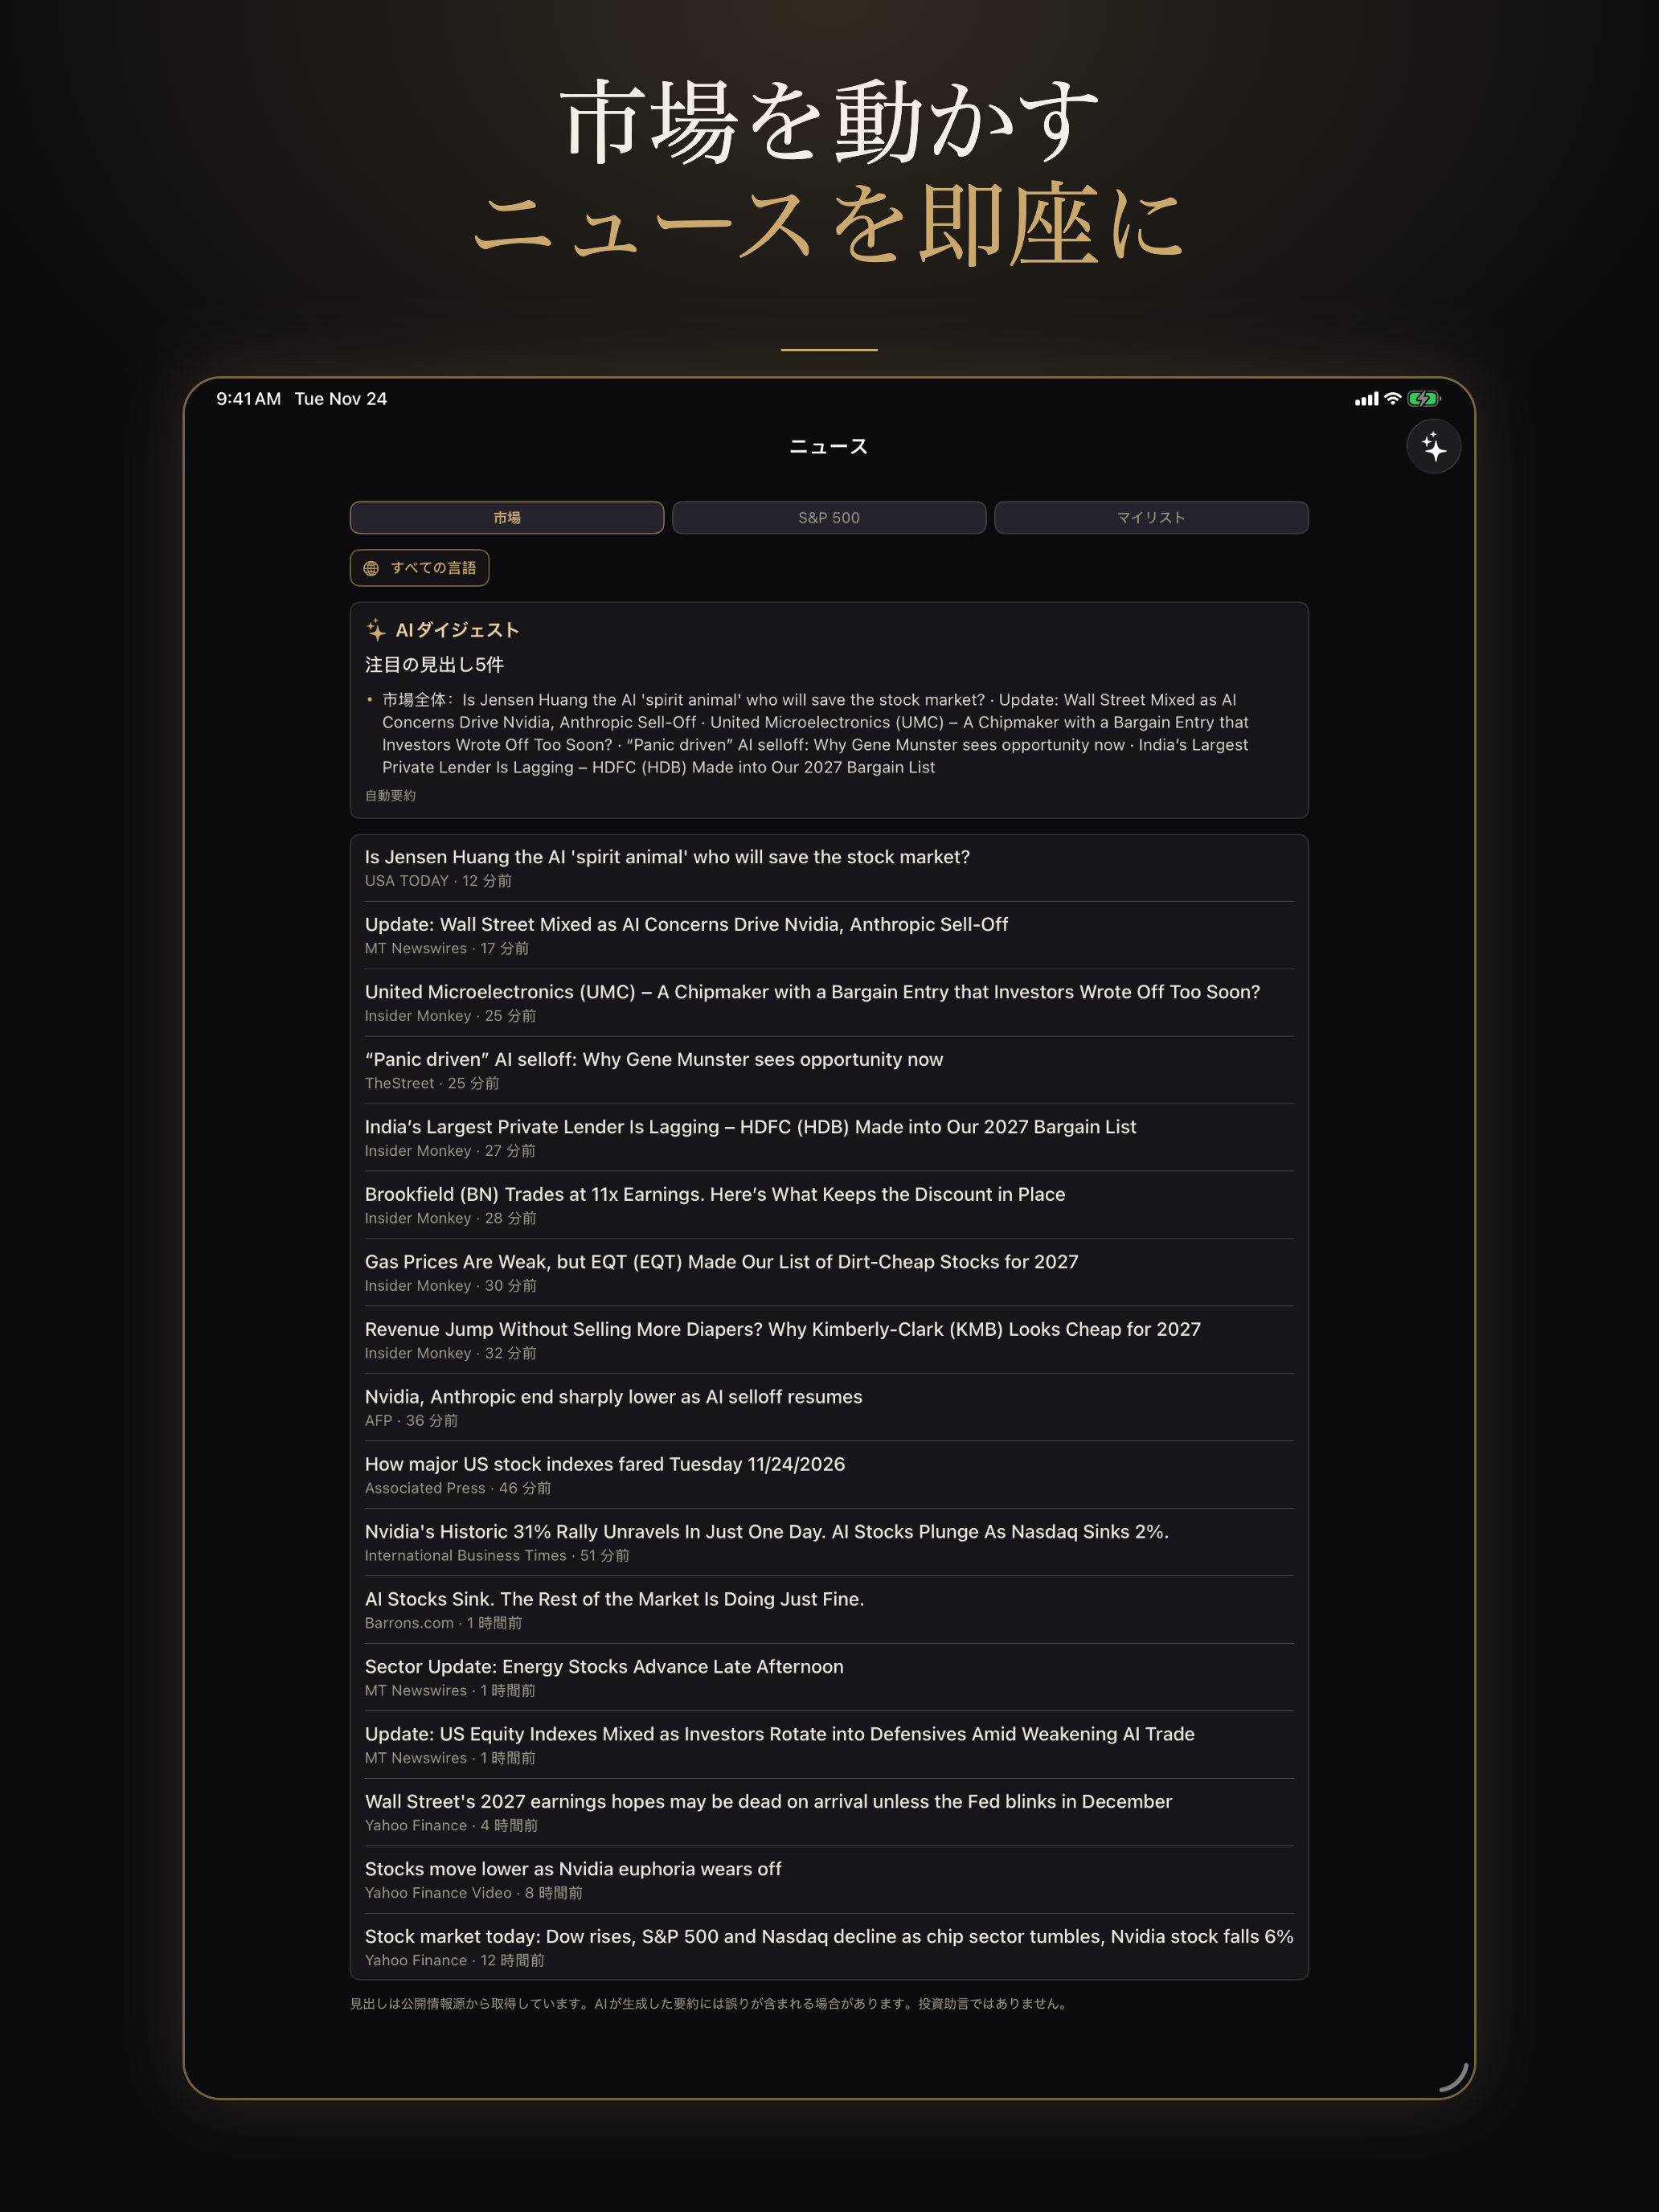 市場を動かす
ニュースを即座に
9:41 AM Tue Nov 24
ニュース
市場
S&P 500
マイリスト
すべての言語
AIダイジェスト
注目の見出し5件
• 市場全体: Is Jensen Huang the AI 'spirit animal' who will save the stock market? · Update: Wall Street Mixed as AI
Concerns Drive Nvidia, Anthropic Sell-Off · United Microelectronics (UMC) – A Chipmaker with a Bargain Entry that
Investors Wrote Off Too Soon? · “Panic driven” AI selloff: Why Gene Munster sees opportunity now · India’s Largest
Private Lender Is Lagging – HDFC (HDB) Made into Our 2027 Bargain List
自動要約
Is Jensen Huang the AI 'spirit animal' who will save the stock market?
USA TODAY · 12 分前
Update: Wall Street Mixed as AI Concerns Drive Nvidia, Anthropic Sell-Off
MT Newswires · 17 分前
United Microelectronics (UMC) – A Chipmaker with a Bargain Entry that Investors Wrote Off Too Soon?
Insider Monkey · 25 分前
“Panic driven” AI selloff: Why Gene Munster sees opportunity now
TheStreet · 25 分前
India’s Largest Private Lender Is Lagging – HDFC (HDB) Made into Our 2027 Bargain List
Insider Monkey · 27 分前
Brookfield (BN) Trades at 11x Earnings. Here’s What Keeps the Discount in Place
Insider Monkey · 28 分前
Gas Prices Are Weak, but EQT (EQT) Made Our List of Dirt-Cheap Stocks for 2027
Insider Monkey · 30 分前
Revenue Jump Without Selling More Diapers? Why Kimberly-Clark (KMB) Looks Cheap for 2027
Insider Monkey · 32 分前
Nvidia, Anthropic end sharply lower as AI selloff resumes
AFP · 36 分前
How major US stock indexes fared Tuesday 11/24/2026
Associated Press · 46 分前
Nvidia's Historic 31% Rally Unravels In Just One Day. AI Stocks Plunge As Nasdaq Sinks 2%.
International Business Times · 51 分前
AI Stocks Sink. The Rest of the Market Is Doing Just Fine.
Barrons.com · 1 時間前
Sector Update: Energy Stocks Advance Late Afternoon
MT Newswires · 1 時間前
Update: US Equity Indexes Mixed as Investors Rotate into Defensives Amid Weakening AI Trade
MT Newswires · 1 時間前
Wall Street's 2027 earnings hopes may be dead on arrival unless the Fed blinks in December
Yahoo Finance · 4 時間前
Stocks move lower as Nvidia euphoria wears off
Yahoo Finance Video · 8 時間前
Stock market today: Dow rises, S&P 500 and Nasdaq decline as chip sector tumbles, Nvidia stock falls 6%
Yahoo Finance · 12 時間前
見出しは公開情報源から取得しています。AIが生成した要約には誤りが含まれる場合があります。投資助言ではありません。